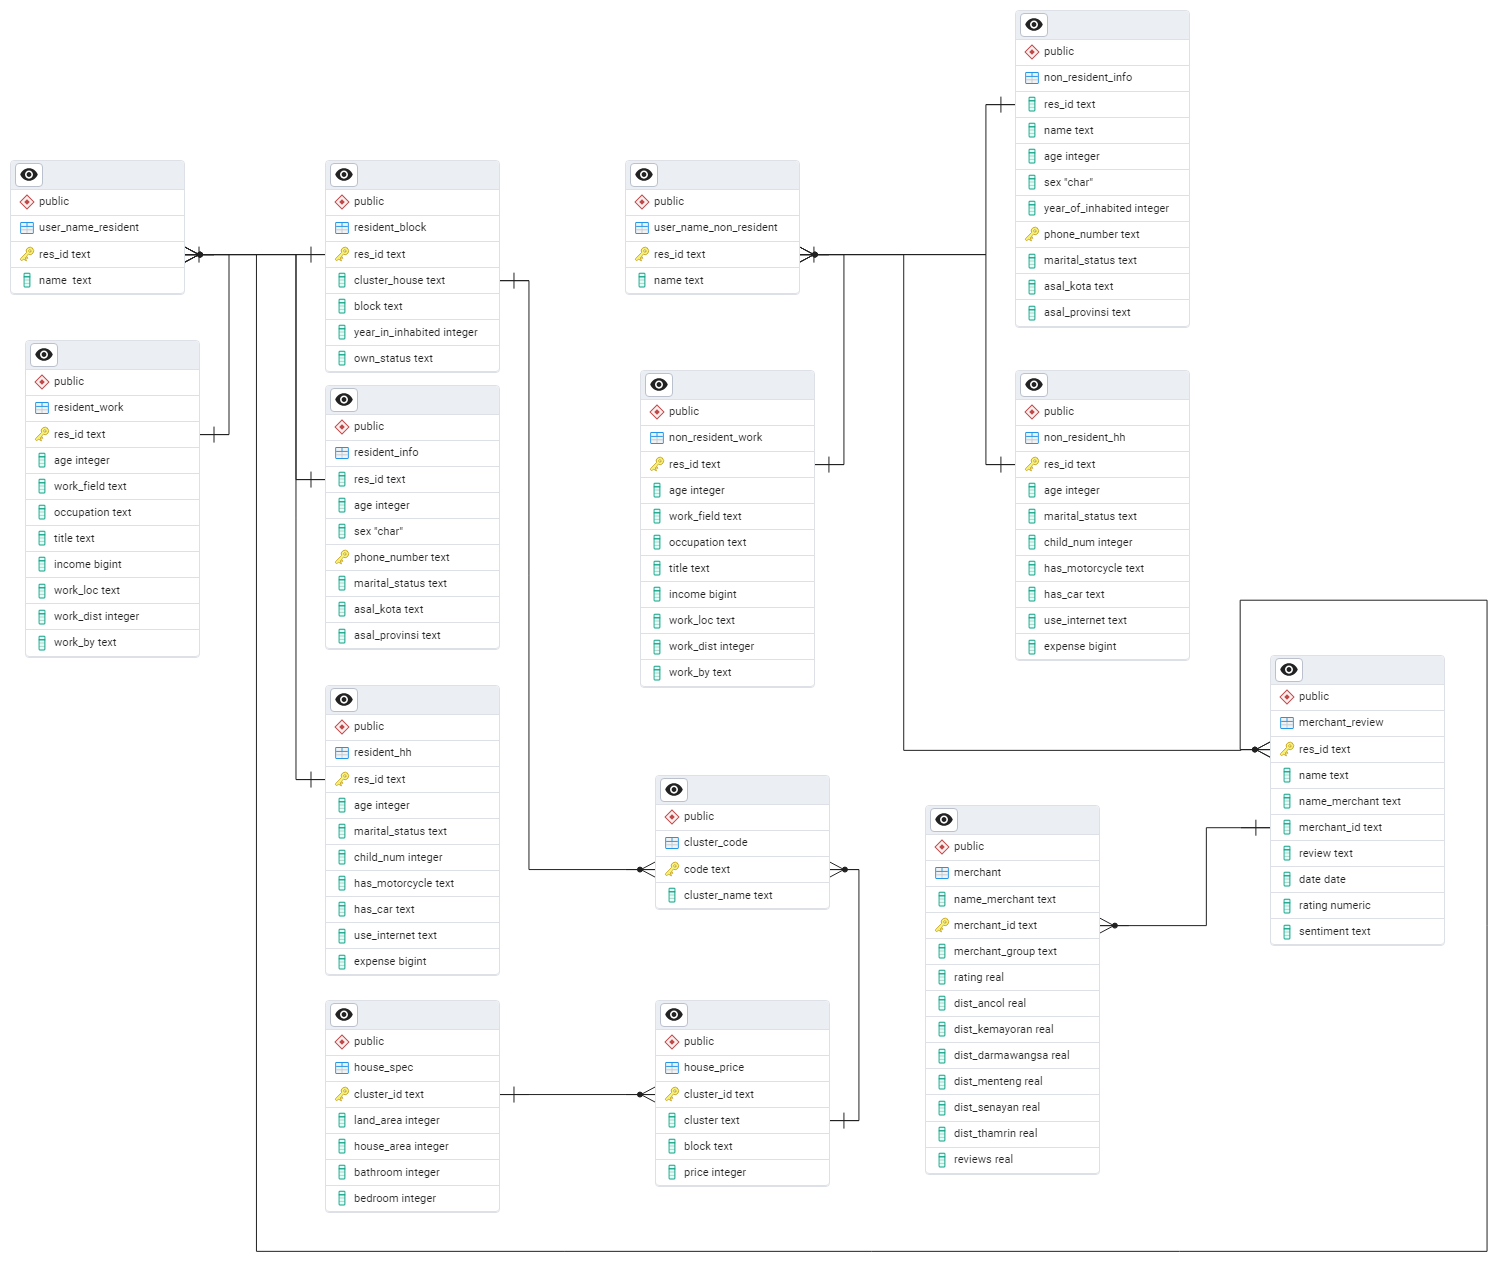 public
non_resident_info
res_id text
name text
age integer
sex "char"
year_of_inhabited integer
phone_number text
marital_status text
asal_kota text
asal_provinsi text
public
user_name_resident
res_id text
name  text
public
resident_block
res_id text
cluster_house text
block text
year_in_inhabited integer
own_status text
public
user_name_non_resident
res_id text
name text
public
resident_work
res_id text
age integer
work_field text
occupation text
title text
income bigint
work_loc text
work_dist integer
work_by text
public
resident_info
res_id text
age integer
sex "char"
phone_number text
marital_status text
asal_kota text
asal_provinsi text
public
non_resident_work
res_id text
age integer
work_field text
occupation text
title text
income bigint
work_loc text
work_dist integer
work_by text
public
non_resident_hh
res_id text
age integer
marital_status text
child_num integer
has_motorcycle text
has_car text
use_internet text
expense bigint
public
resident_hh
res_id text
age integer
marital_status text
child_num integer
has_motorcycle text
has_car text
use_internet text
expense bigint
public
cluster_code
code text
cluster_name text
public
merchant
name_merchant text
merchant_id text
merchant_group text
rating real
dist_ancol real
dist_kemayoran real
dist_darmawangsa real
dist_menteng real
dist_senayan real
dist_thamrin real
reviews real
public
merchant_review
res_id text
name text
name_merchant text
merchant_id text
review text
date date
rating numeric
sentiment text
public
house_spec
cluster_id text
land_area integer
house_area integer
bathroom integer
bedroom integer
public
house_price
cluster_id text
cluster text
block text
price integer